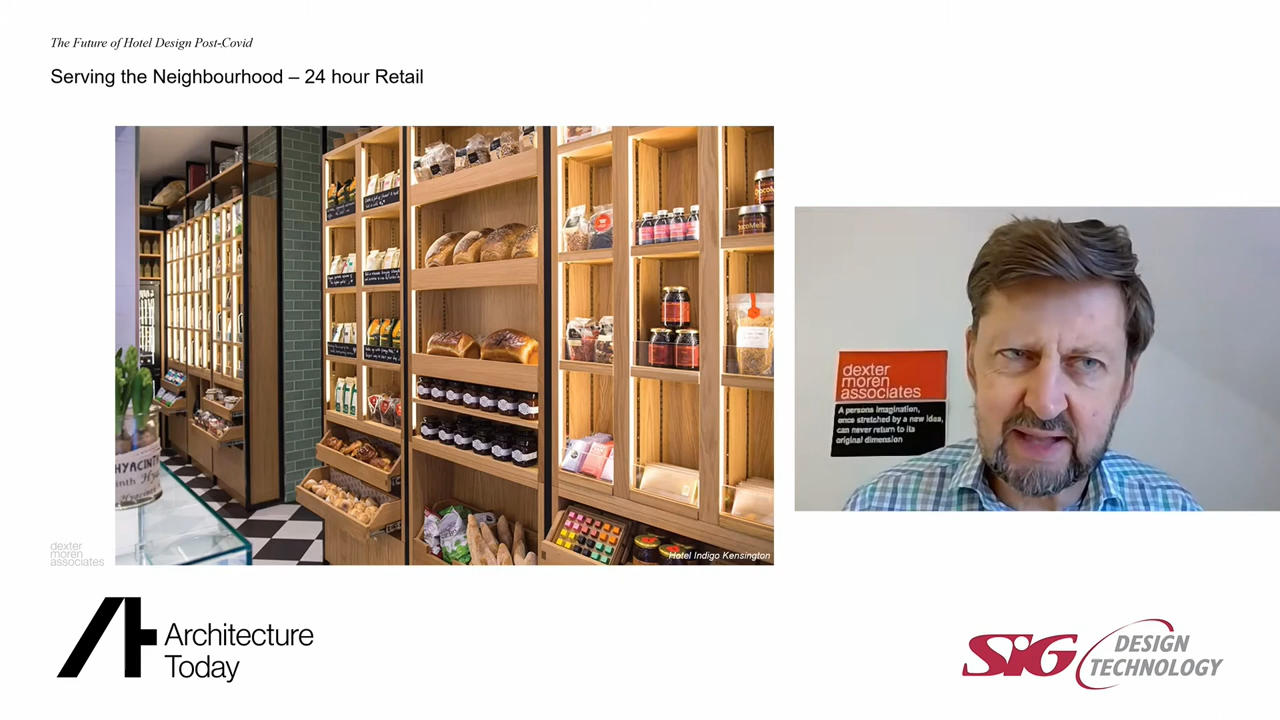 The Future of Hotel Design Post-Covid
Serving the Neighbourhood – 24 hour Retail
HYACINTH
Hotel Indigo Kensington
dexter
moren
associates
A persons imagination,
once stretched by a new idea,
can never return to its
original dimension
dexter
moren
associates
Architecture
Today
SIG
DESIGN
TECHNOLOGY